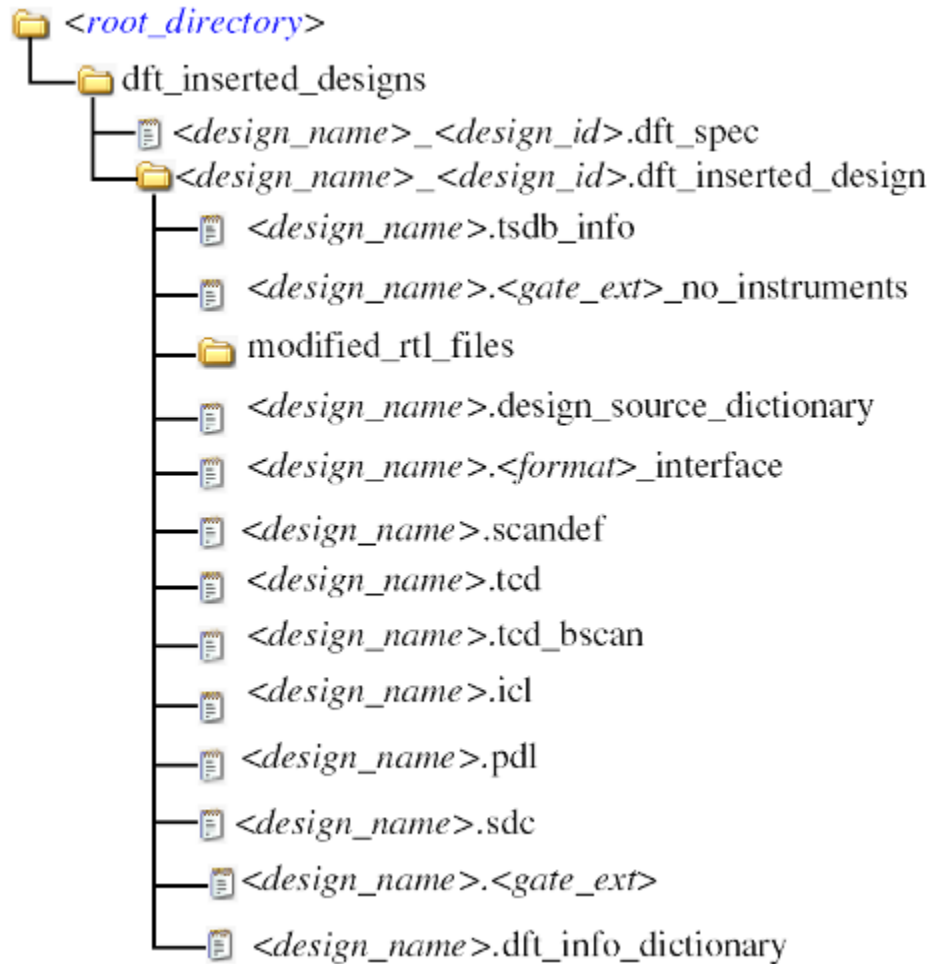 <root_directory>
dft_inserted_designs
<design_name>_<design_id>.dft_spec
<design_name>_<design_id>.dft_inserted_design
<design_name>.tsdb_info
<design_name>.<gate_ext>_no_instruments
modified_rtl_files
<design_name>.design_source_dictionary
<design_name>.<format>_interface
<design_name>.scandef
<design_name>.tcd
<design_name>.tcd_bscan
<design_name>.icl
<design_name>.pdl
<design_name>.sdc
<design_name>.<gate_ext>
<design_name>.dft_info_dictionary